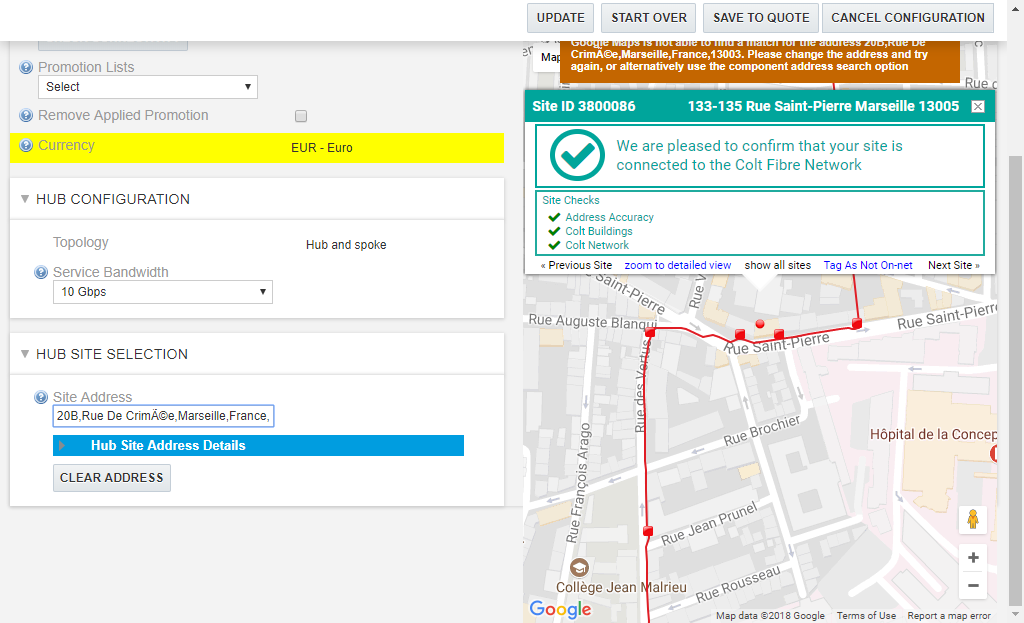 UPDATE
START OVER
SAVE TO QUOTE
CANCEL CONFIGURATION
Promotion Lists
Select
Remove Applied Promotion
Currency
EUR - Euro
HUB CONFIGURATION
Topology
Hub and spoke
Service Bandwidth
10 Gbps
HUB SITE SELECTION
Site Address
20B,Rue De CrimÃ©e,Marseille,France,
Hub Site Address Details
CLEAR ADDRESS
Map
Google Maps is not able to find a match for the address 20B,Rue De
CrimÃ©e,Marseille,France,13003. Please change the address and try
again, or alternatively use the component address search option
Site ID 3800086
133-135 Rue Saint-Pierre Marseille 13005
We are pleased to confirm that your site is
connected to the Colt Fibre Network
Site Checks
Address Accuracy
Colt Buildings
Colt Network
« Previous Site
zoom to detailed view
show all sites
Tag As Not On-net
Next Site »
Saint-Pierre
Rue V
Rue Auguste Blanqui
Rue Saint-Pierre
rue Saint-Pierre
Rue des Vertus
Rue Brochier
Hôpital de la Concep
Rue François Arago
Rue Jean Prunel
Collège Jean Malrieu
Rue Rousseau
Google
Map data ©2018 Google
Terms of Use
Report a map error